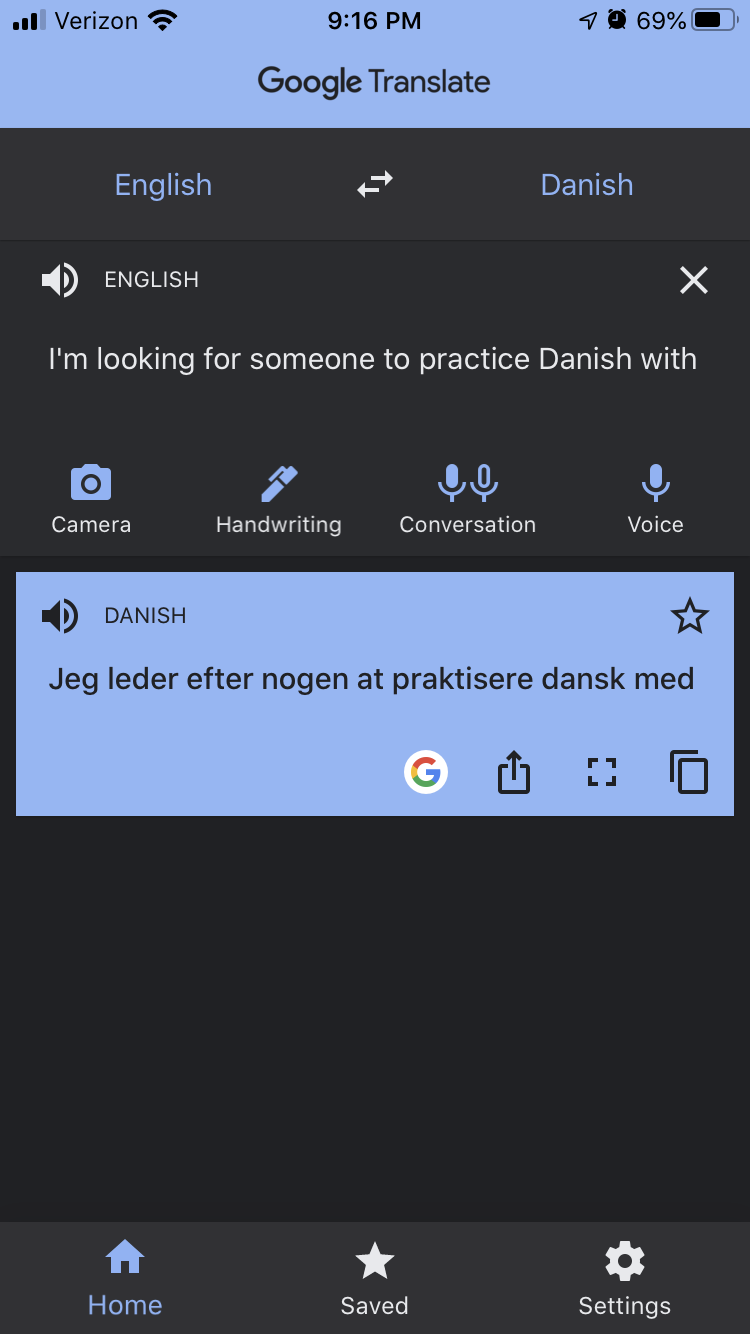 Verizon 9:16 PM 69%
Google Translate
English Danish
ENGLISH
I'm looking for someone to practice Danish with
Camera Handwriting Conversation Voice
DANISH
Jeg leder efter nogen at praktisere dansk med
G
Home Saved Settings